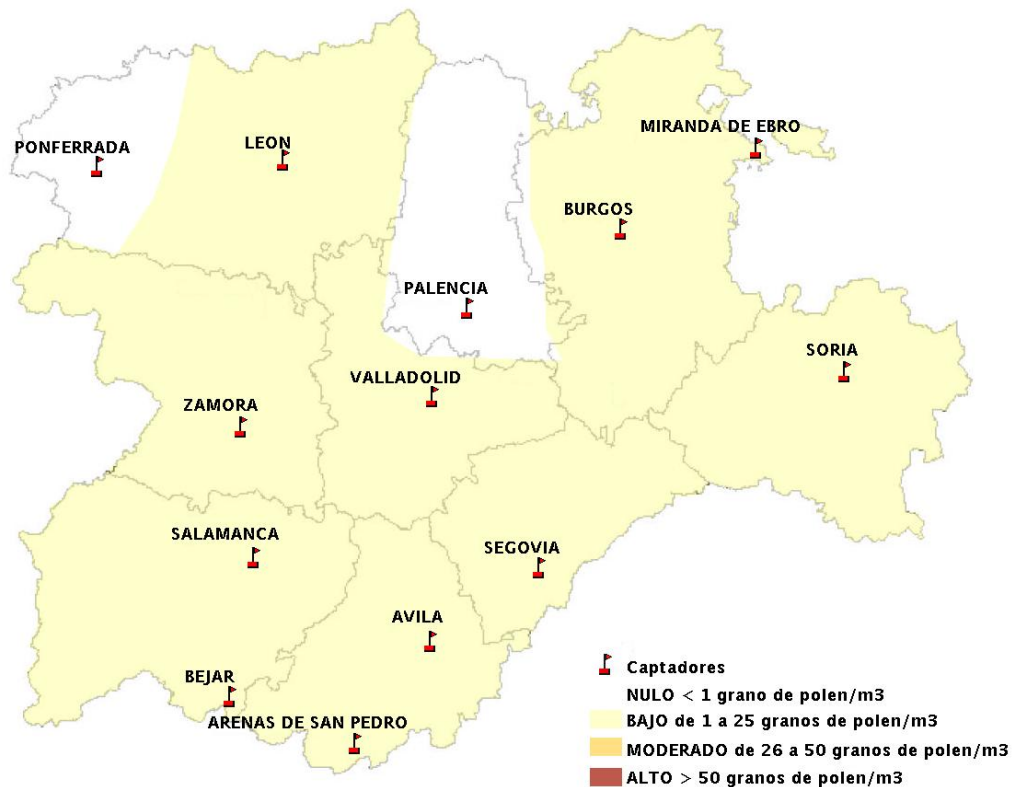 MIRANDA DE EBRO
PONFERRADA
LEON
BURGOS
PALENCIA
SORIA
VALLADOLID
ZAMORA
SALAMANCA
SEGOVIA
AVILA
BEJAR
ARENAS DE SAN PEDRO
Captadores
NULO < 1 grano de polen/m3
BAJO de 1 a 25 granos de polen/m3
MODERADO de 26 a 50 granos de polen/m3
ALTO > 50 granos de polen/m3